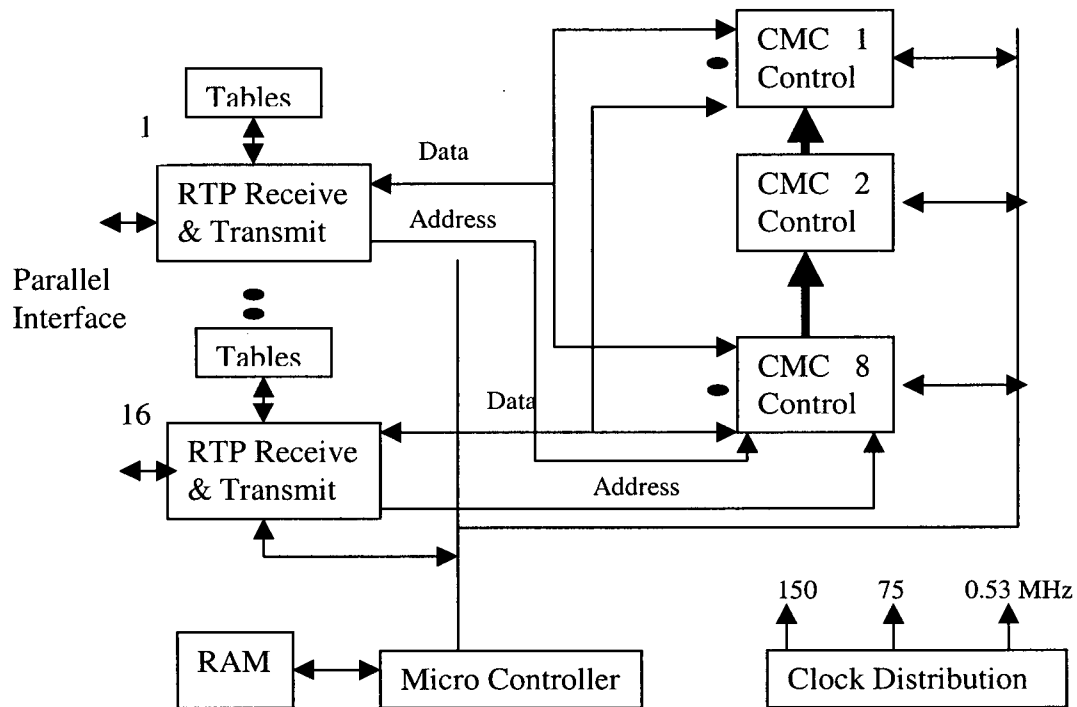 CMC 1
Control
Tables
1
Data
RTP Receive
& Transmit
CMC 2
Control
Address
Parallel
Interface
Tables
CMC 8
Control
16
Data
RTP Receive
& Transmit
Address
150
75
0.53 MHz
RAM
Micro Controller
Clock Distribution